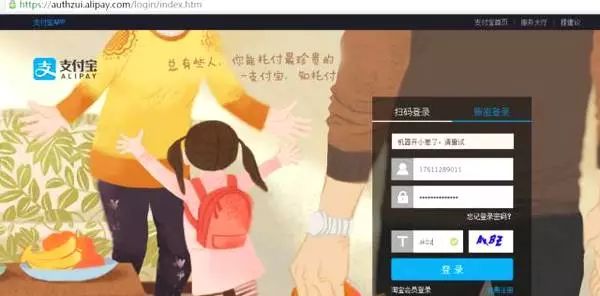 https://authzui.alipay.com/login/index.htm
支付宝APP 支付宝首页 服务大厅 提建议
支付宝
ALIPAY
总有些人，你能托付最珍贵的
一支付宝，知托付
扫码登录 账密登录
机器开小差了，请重试
17611289011
忘记登录密码?
登 录
淘宝会员登录 免费注册